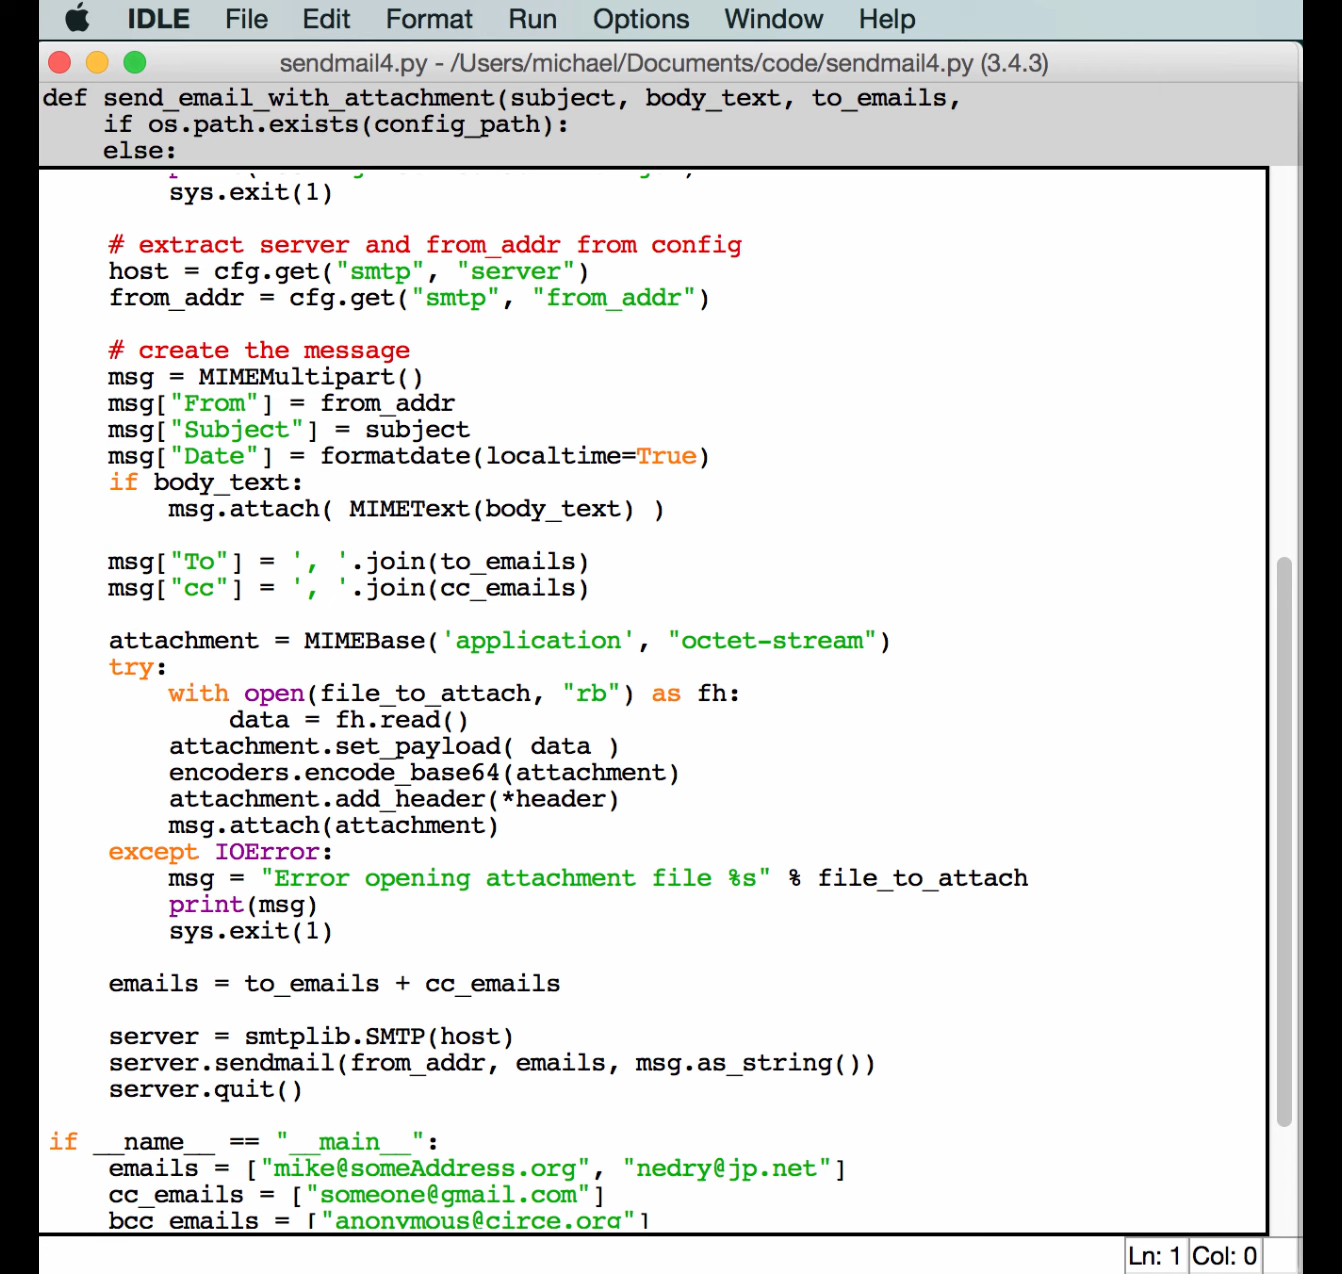 IDLE File Edit Format Run Options Window Help
sendmail4.py - /Users/michael/Documents/code/sendmail4.py (3.4.3)
def send_email_with_attachment(subject, body_text, to_emails,
    if os.path.exists(config_path):
    else:
        sys.exit(1)
    # extract server and from_addr from config
    host = cfg.get("smtp", "server")
    from_addr = cfg.get("smtp", "from_addr")
    # create the message
    msg = MIMEMultipart()
    msg["From"] = from_addr
    msg["Subject"] = subject
    msg["Date"] = formatdate(localtime=True)
    if body_text:
        msg.attach( MIMEText(body_text) )
    msg["To"] = ', '.join(to_emails)
    msg["cc"] = ', '.join(cc_emails)
    attachment = MIMEBase('application', "octet-stream")
    try:
        with open(file_to_attach, "rb") as fh:
            data = fh.read()
        attachment.set_payload( data )
        encoders.encode_base64(attachment)
        attachment.add_header(*header)
        msg.attach(attachment)
    except IOError:
        msg = "Error opening attachment file %s" % file_to_attach
        print(msg)
        sys.exit(1)
    emails = to_emails + cc_emails
    server = smtplib.SMTP(host)
    server.sendmail(from_addr, emails, msg.as_string())
    server.quit()
if __name__ == "__main__":
    emails = ["mike@someAddress.org", "nedry@jp.net"]
    cc_emails = ["someone@gmail.com"]
    bcc_emails = ["anonymous@circe.org"]
Ln: 1 Col: 0